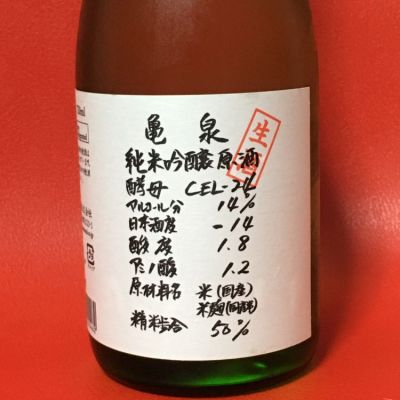 亀泉
純米吟醸原酒
酵母 CEL-24
アルコール分 14%
日本酒度 -14
酸度 1.8
アミノ酸 1.2
原材料名 米(国産)
米麹(国産米)
精米歩合 50%
生